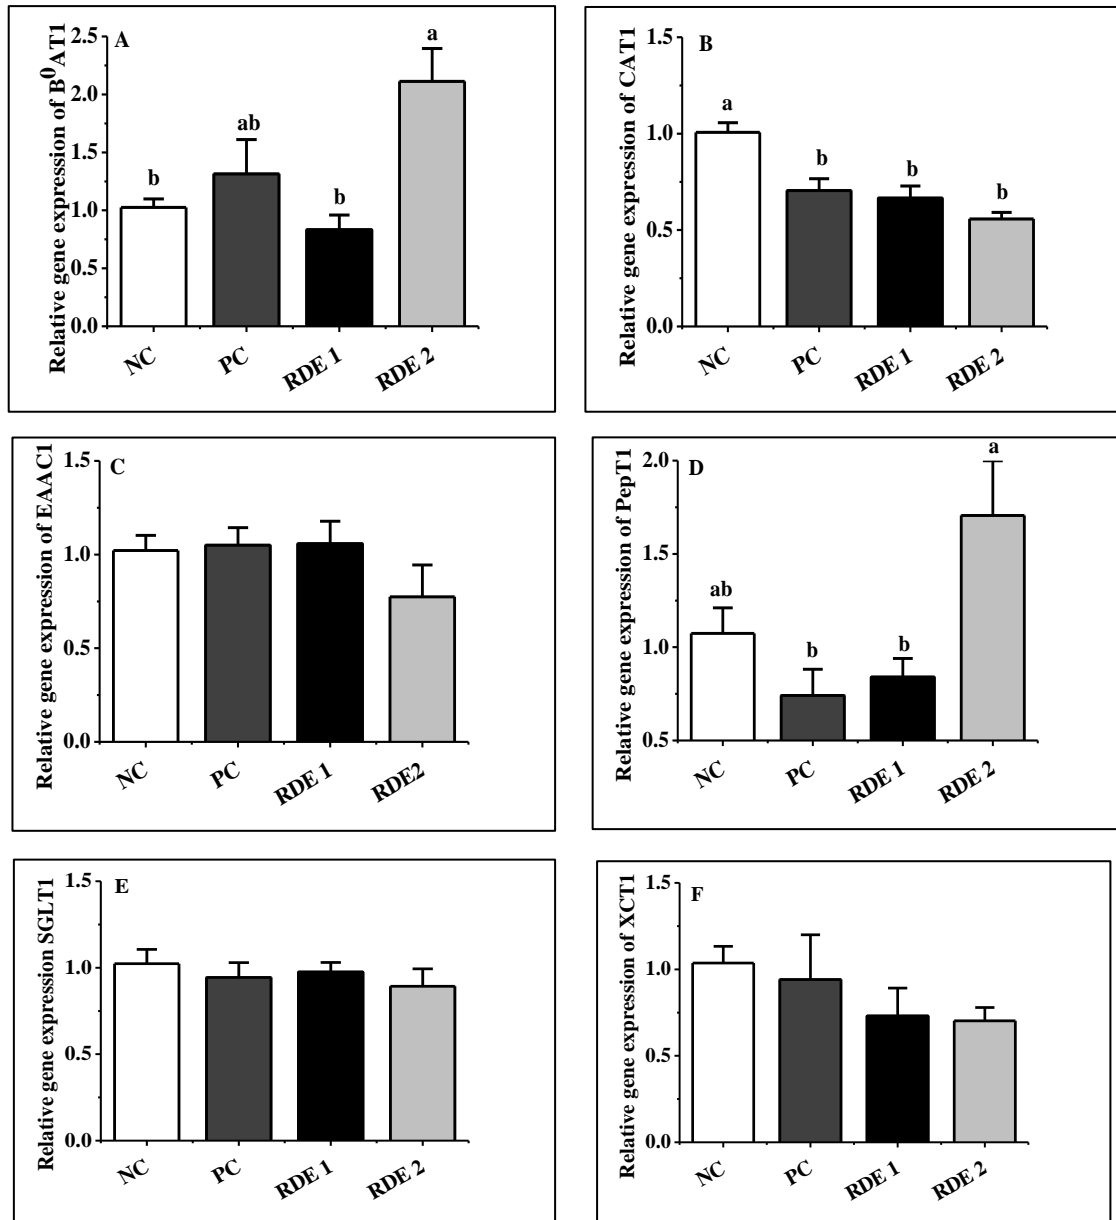 A
Relative gene expression of B⁰AT1
2.5
2.0
1.5
1.0
0.5
0.0
b
ab
b
a
NC
PC
RDE 1
RDE 2
B
Relative gene expression of CAT1
1.5
1.0
0.5
0.0
a
b
b
b
NC
PC
RDE 1
RDE 2
C
Relative gene expression of EAAC1
1.5
1.0
0.5
0.0
NC
PC
RDE 1
RDE2
D
Relative gene expression of PepT1
2.0
1.5
1.0
0.5
ab
b
b
a
NC
PC
RDE 1
RDE 2
E
Relative gene expression SGLT1
1.5
1.0
0.5
0.0
NC
PC
RDE 1
RDE 2
F
Relative gene expression of XCT1
1.5
1.0
0.5
0.0
NC
PC
RDE 1
RDE 2